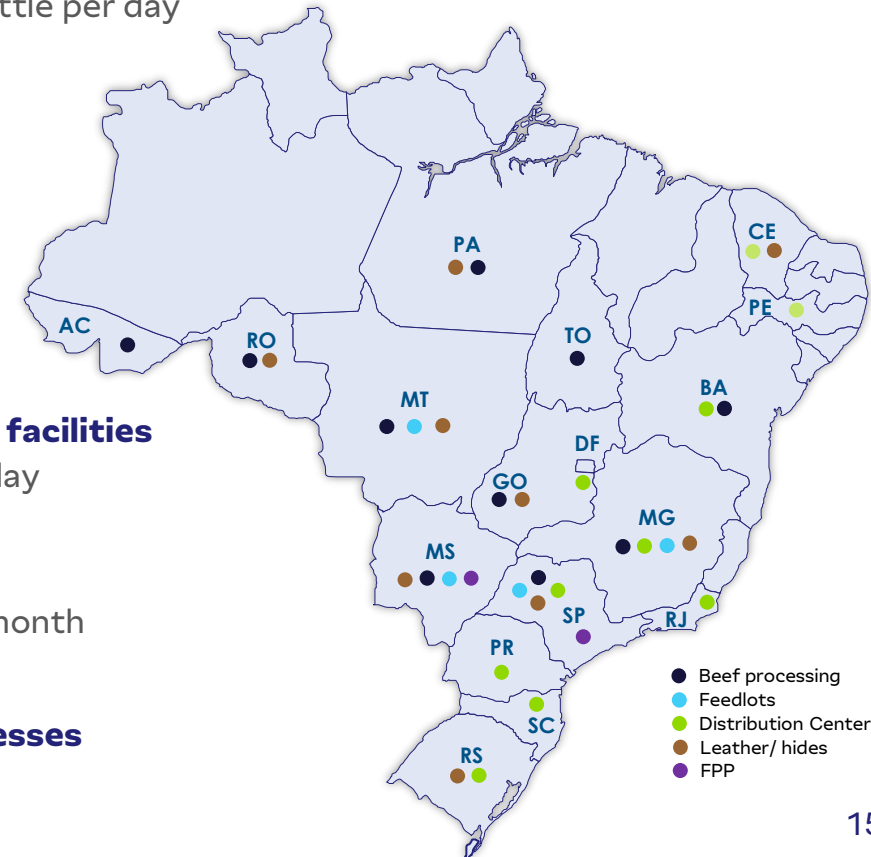 ttle per day
facilities
lay
month
esses
PA
CE
PE
AC
RO
TO
MT
BA
DF
GO
MG
MS
SP
RJ
PR
SC
RS
Beef processing
Feedlots
Distribution Center
Leather/ hides
FPP
15